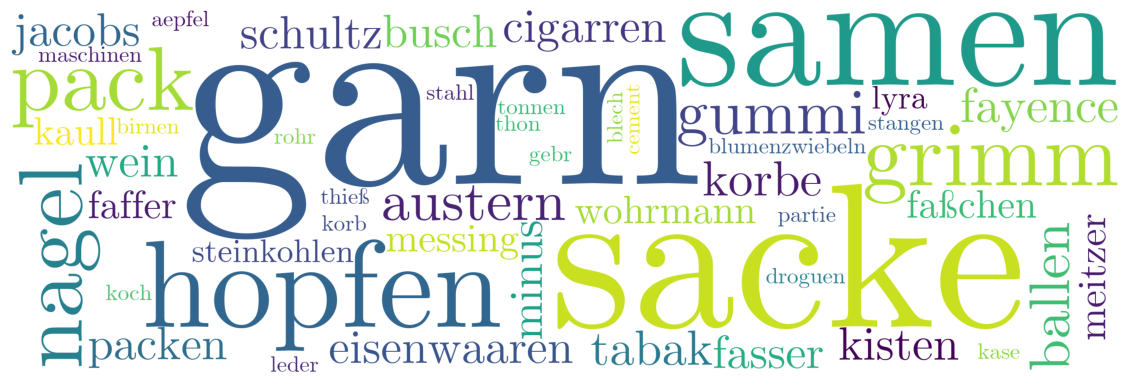 jacobs
aepfel
maschinen
schultz
busch
cigarren
samen
pack
garn
stahl
tonnen
thon
blech
cement
gummi
lyra
fayence
stangen
kaull
birnen
rohr
gebr
blumenzwiebeln
grimm
wein
nagel
faffer
thieß
korb
austern
wohrmann
korbe
partie
faßchen
steinkohlen
messing
minus
hopfen
sacke
droguen
ballen
meitzer
koch
packen
leder
eisenwaaren
tabak
fasser
kisten
kase